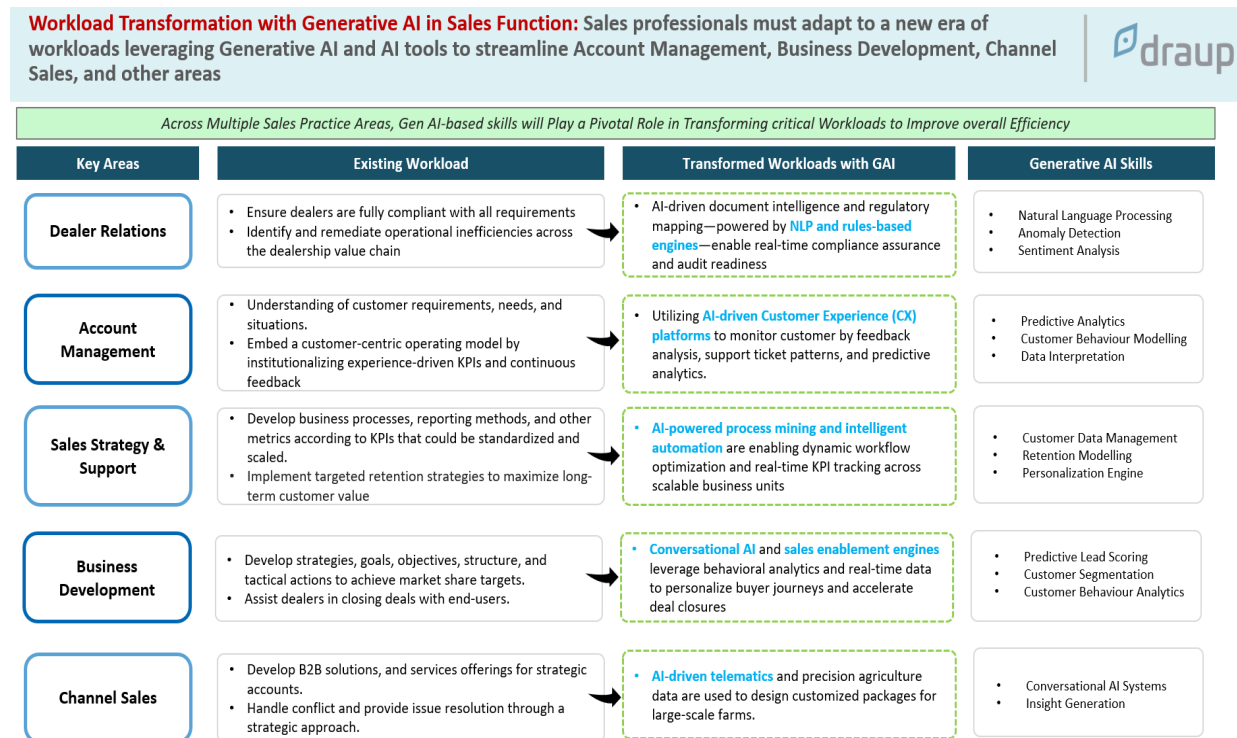 Workload Transformation with Generative AI in Sales Function: Sales professionals must adapt to a new era of
workloads leveraging Generative AI and AI tools to streamline Account Management, Business Development, Channel
Sales, and other areas
draup
Across Multiple Sales Practice Areas, Gen AI-based skills will Play a Pivotal Role in Transforming critical Workloads to Improve overall Efficiency
Key Areas
Existing Workload
Transformed Workloads with GAI
Generative AI Skills
Dealer Relations
• Ensure dealers are fully compliant with all requirements
• Identify and remediate operational inefficiencies across
the dealership value chain
• AI-driven document intelligence and regulatory
mapping—powered by NLP and rules-based
engines—enable real-time compliance assurance
and audit readiness
• Natural Language Processing
• Anomaly Detection
• Sentiment Analysis
Account
Management
• Understanding of customer requirements, needs, and
situations.
• Embed a customer-centric operating model by
institutionalizing experience-driven KPIs and continuous
feedback
• Utilizing AI-driven Customer Experience (CX)
platforms to monitor customer by feedback
analysis, support ticket patterns, and predictive
analytics.
• Predictive Analytics
• Customer Behaviour Modelling
• Data Interpretation
Sales Strategy &
Support
• Develop business processes, reporting methods, and other
metrics according to KPIs that could be standardized and
scaled.
• Implement targeted retention strategies to maximize long-
term customer value
• AI-powered process mining and intelligent
automation are enabling dynamic workflow
optimization and real-time KPI tracking across
scalable business units
• Customer Data Management
• Retention Modelling
• Personalization Engine
Business
Development
• Develop strategies, goals, objectives, structure, and
tactical actions to achieve market share targets.
• Assist dealers in closing deals with end-users.
• Conversational AI and sales enablement engines
leverage behavioral analytics and real-time data
to personalize buyer journeys and accelerate
deal closures
• Predictive Lead Scoring
• Customer Segmentation
• Customer Behaviour Analytics
Channel Sales
• Develop B2B solutions, and services offerings for strategic
accounts.
• Handle conflict and provide issue resolution through a
strategic approach.
• AI-driven telematics and precision agriculture
data are used to design customized packages for
large-scale farms.
• Conversational AI Systems
• Insight Generation